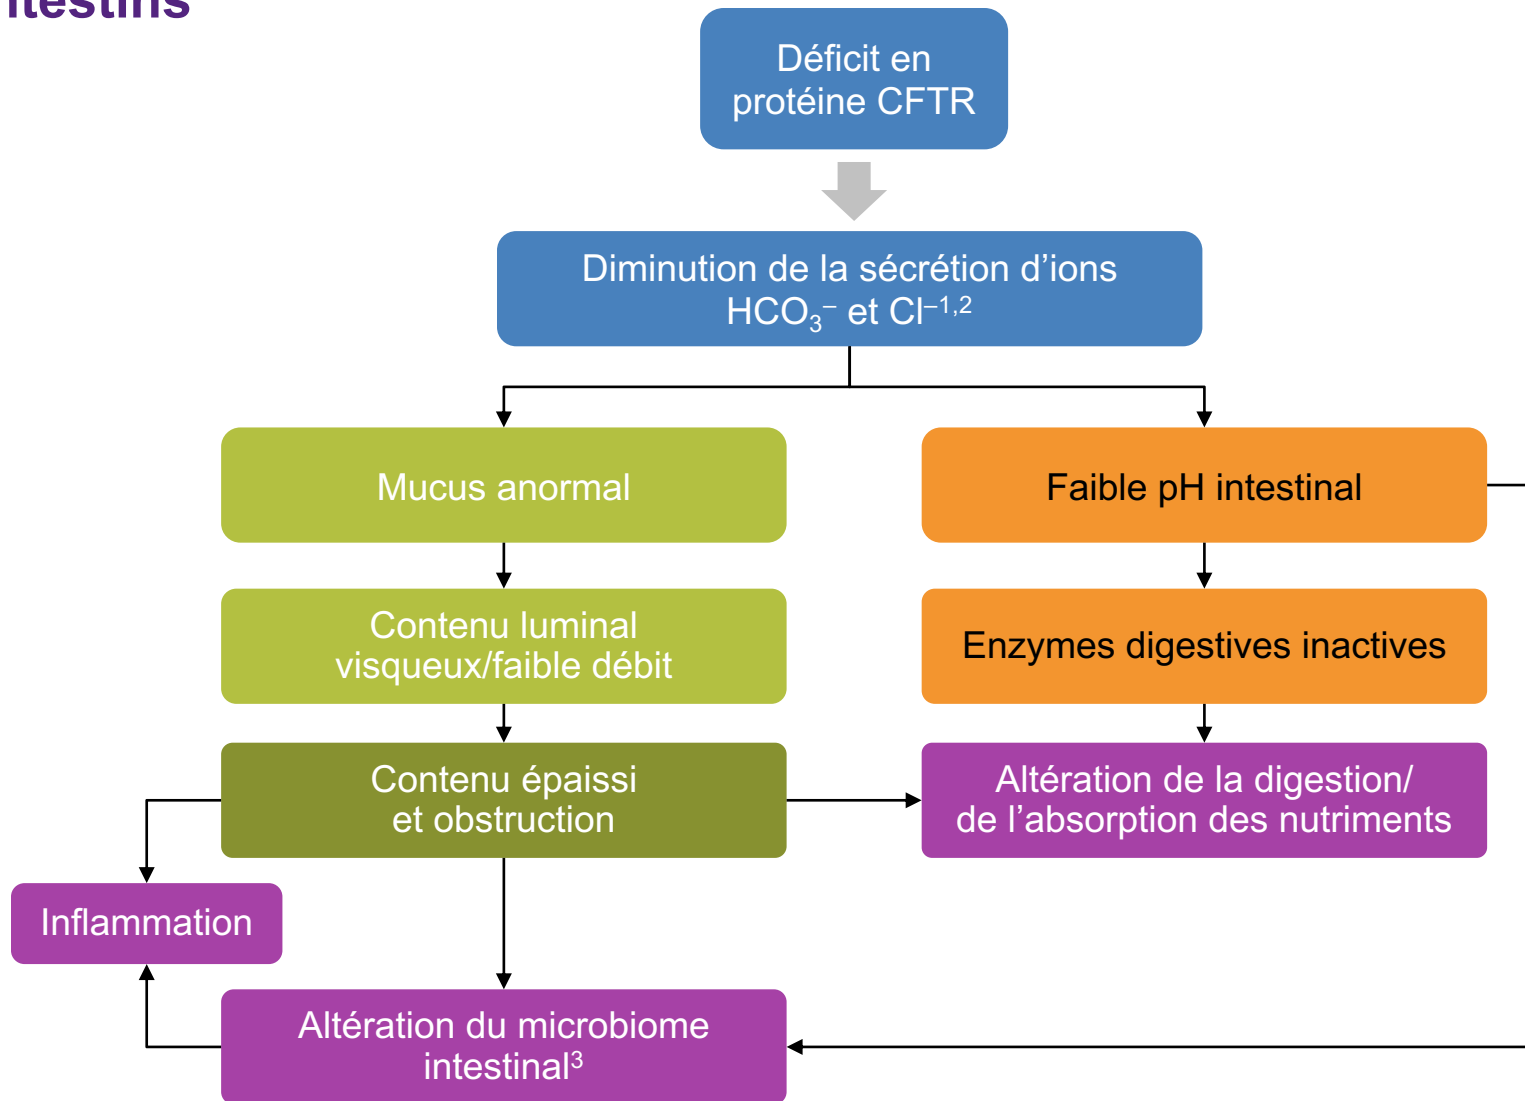 ntestins
Déficit en
protéine CFTR
Diminution de la sécrétion d’ions
HCO₃⁻ et Cl⁻¹,²
Mucus anormal
Faible pH intestinal
Contenu luminal
visqueux/faible débit
Enzymes digestives inactives
Contenu épaissi
et obstruction
Altération de la digestion/
de l’absorption des nutriments
Inflammation
Altération du microbiome
intestinal³